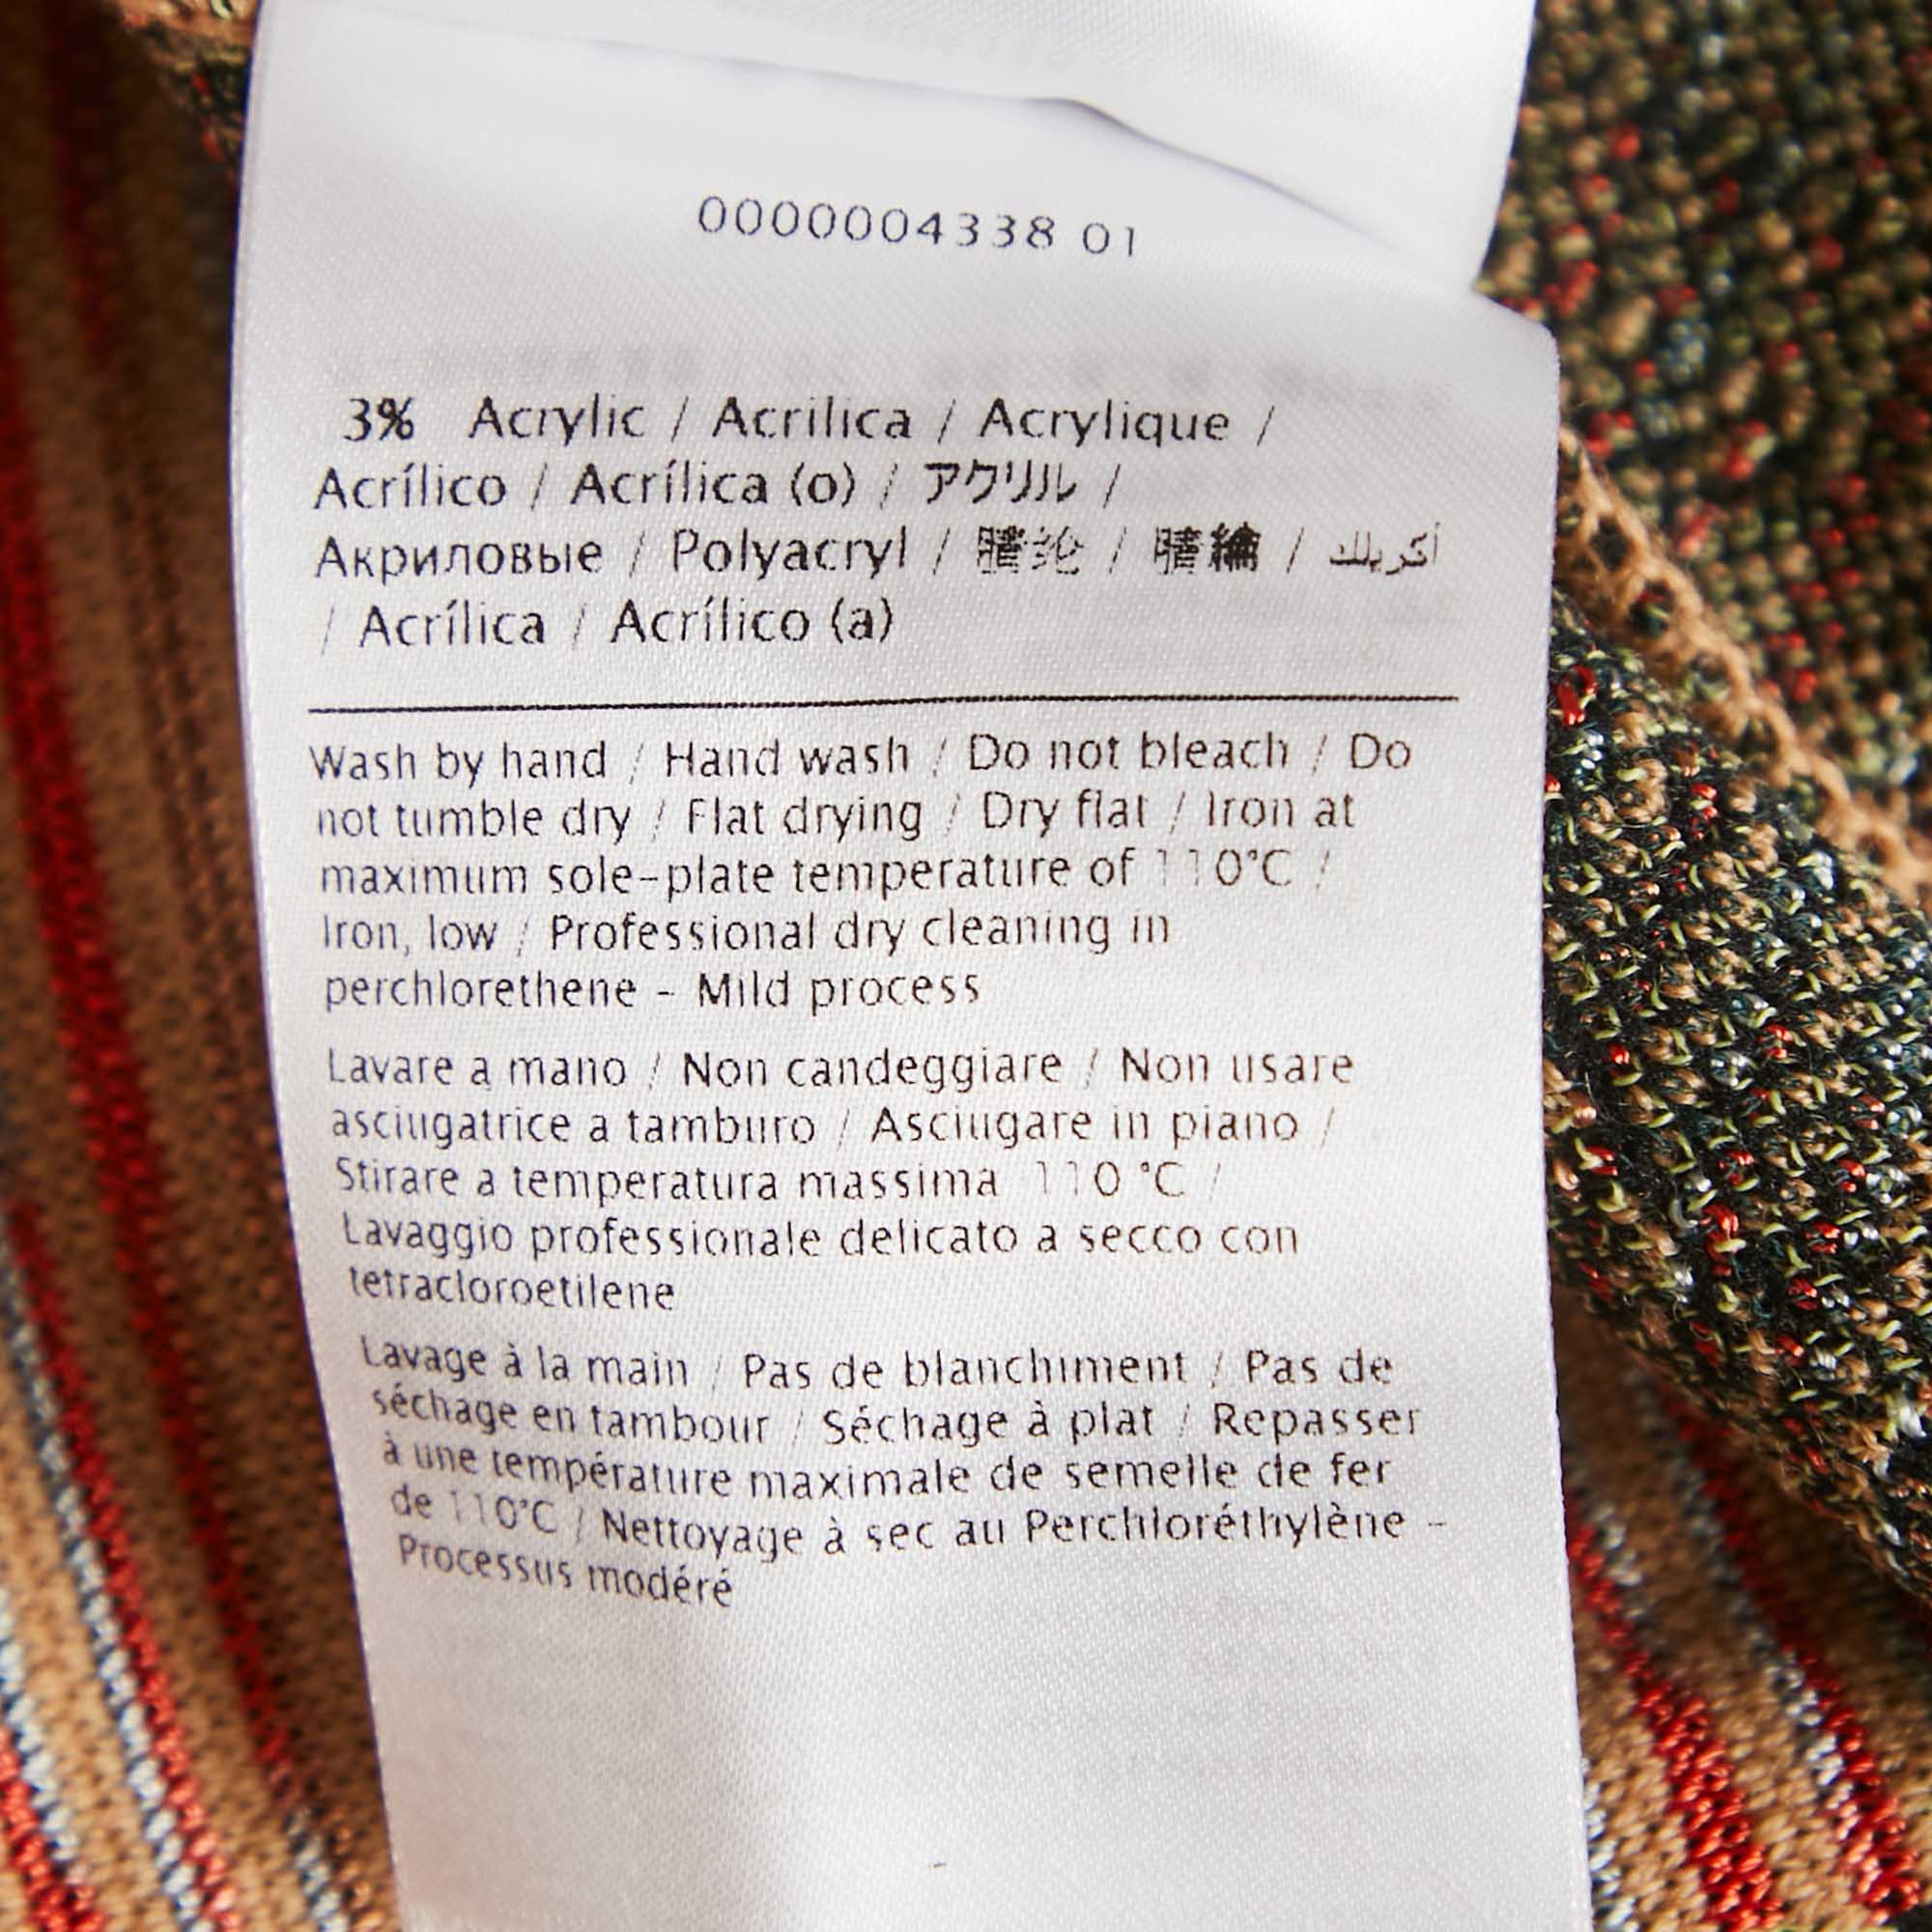 0000004338 01
3% Acrylic / Acrilica / Acrylique /
Acrílico / Acrílica (o) / アクリル /
Акриловые / Polyacryl / 腈纶 / 腈綸 / أكريلك
/ Acrílica / Acrílico (a)
Wash by hand / Hand wash / Do not bleach / Do
not tumble dry / Flat drying / Dry flat / Iron at
maximum sole-plate temperature of 110°C /
Iron, low / Professional dry cleaning in
perchlorethene - Mild process
Lavare a mano / Non candeggiare / Non usare
asciugatrice a tamburo / Asciugare in piano /
Stirare a temperatura massima 110 °C /
Lavaggio professionale delicato a secco con
tetracloroetilene
Lavage à la main / Pas de blanchiment / Pas de
séchage en tambour / Séchage à plat / Repasser
à une température maximale de semelle de fer
de 110°C / Nettoyage à sec au Perchloréthylène -
Processus modéré